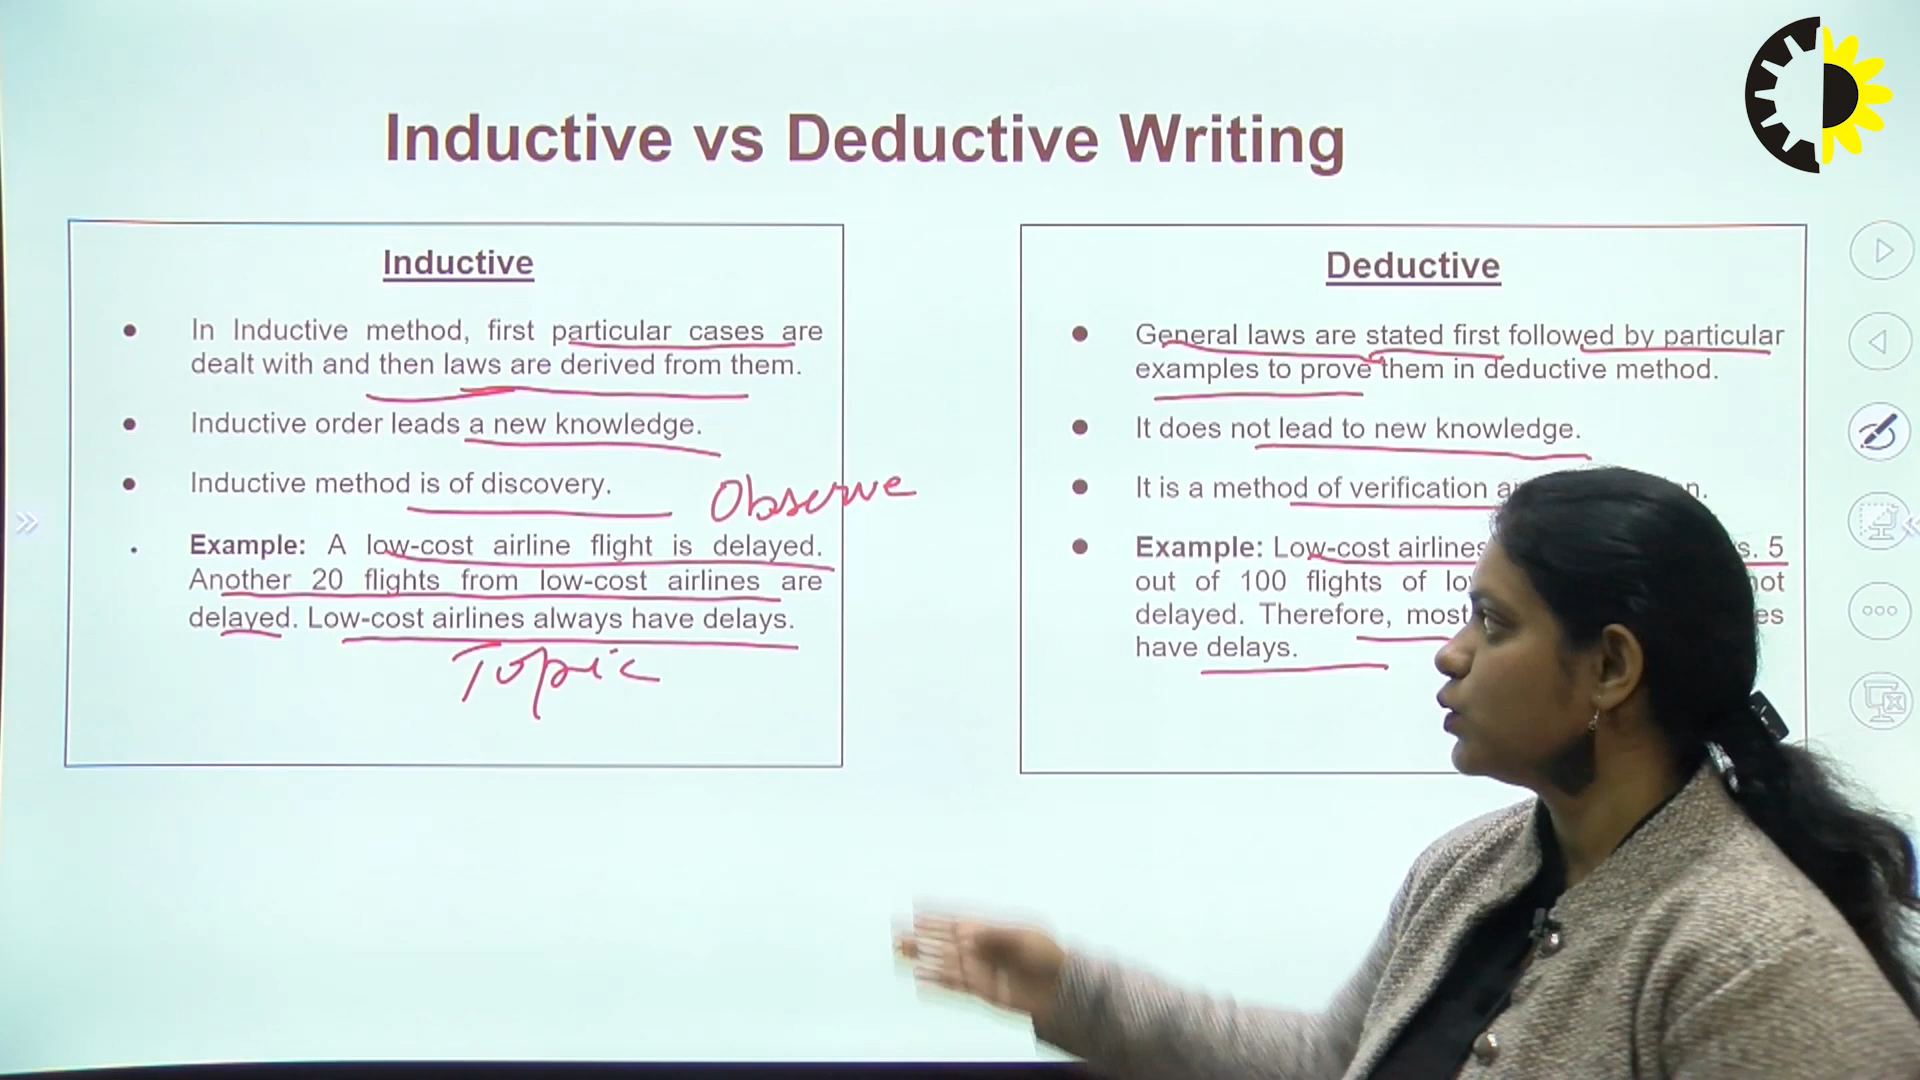 Inductive vs Deductive Writing
Inductive
In Inductive method, first particular cases are
dealt with and then laws are derived from them.
Inductive order leads a new knowledge.
Inductive method is of discovery.
Observe
Example: A low-cost airline flight is delayed.
Another 20 flights from low-cost airlines are
delayed. Low-cost airlines always have delays.
Topic
Deductive
General laws are stated first followed by particular
examples to prove them in deductive method.
It does not lead to new knowledge.
It is a method of verification
Example: Low-cost airlines 5
out of 100 flights of
delayed. Therefore, most
have delays.